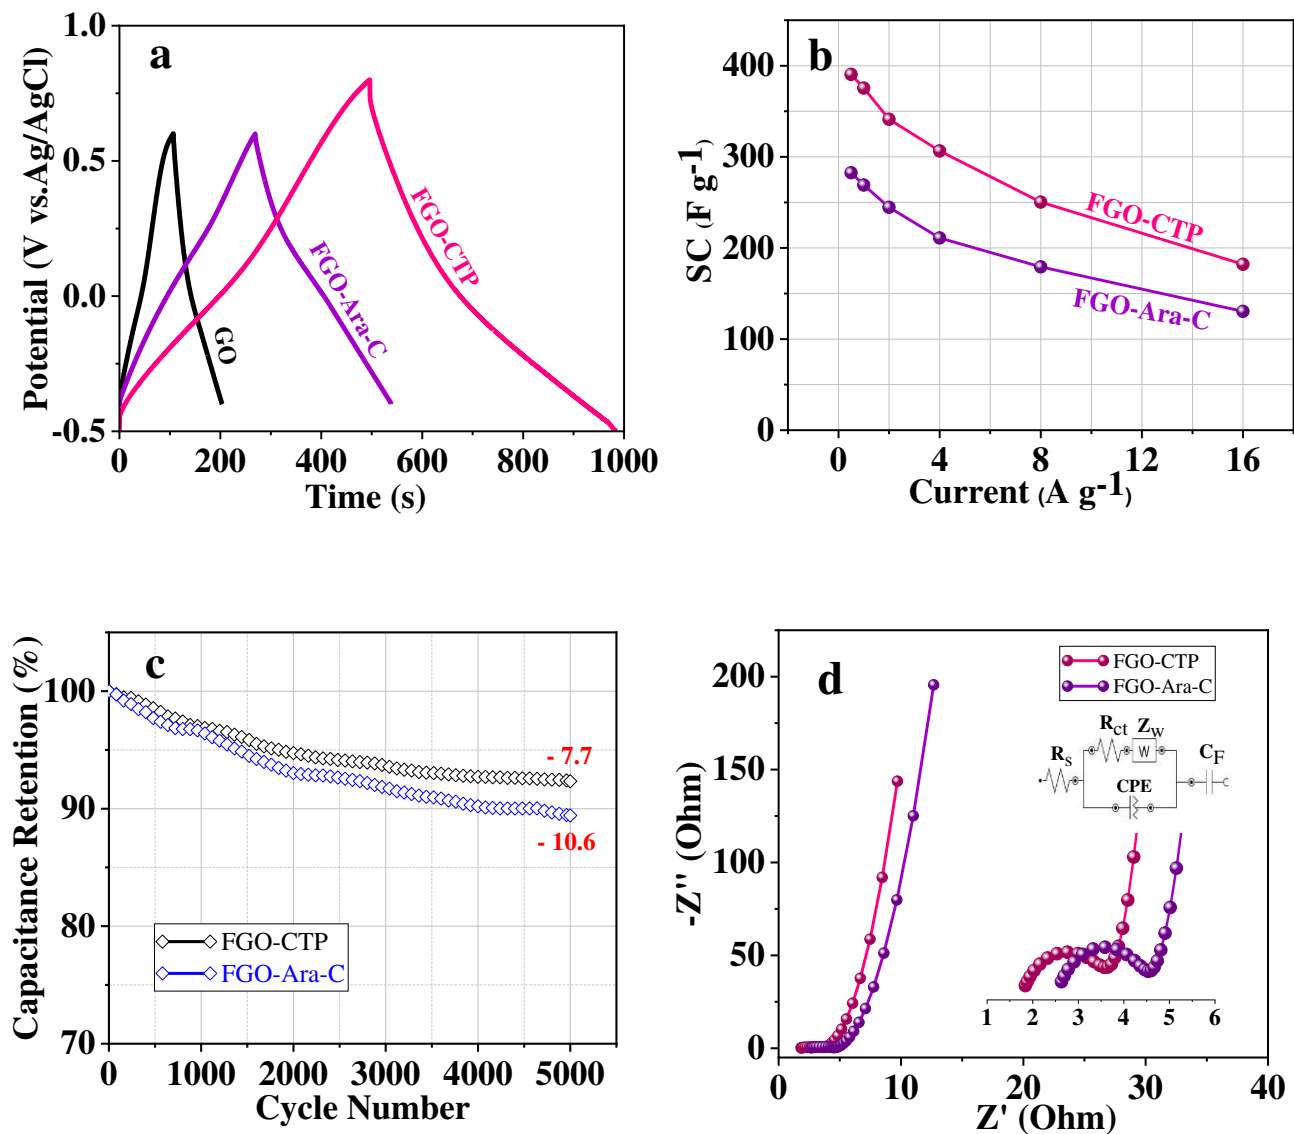 a
Potential (V vs.Ag/AgCl)
1.0
0.5
0.0
-0.5
GO
FGO-Ara-C
FGO-CTP
0 200 400 600 800 1000
Time (s)
b
SC (F g-1)
400
300
200
100
0
FGO-CTP
FGO-Ara-C
0 4 8 12 16
Current (A g-1)
c
Capacitance Retention (%)
100
90
80
70
- 7.7
- 10.6
FGO-CTP
FGO-Ara-C
0 1000 2000 3000 4000 5000
Cycle Number
d
-Z'' (Ohm)
200
150
100
50
0
FGO-CTP
FGO-Ara-C
Rs
Rct
Zw
W
CPE
CF
1 2 3 4 5 6
0 10 20 30 40
Z' (Ohm)